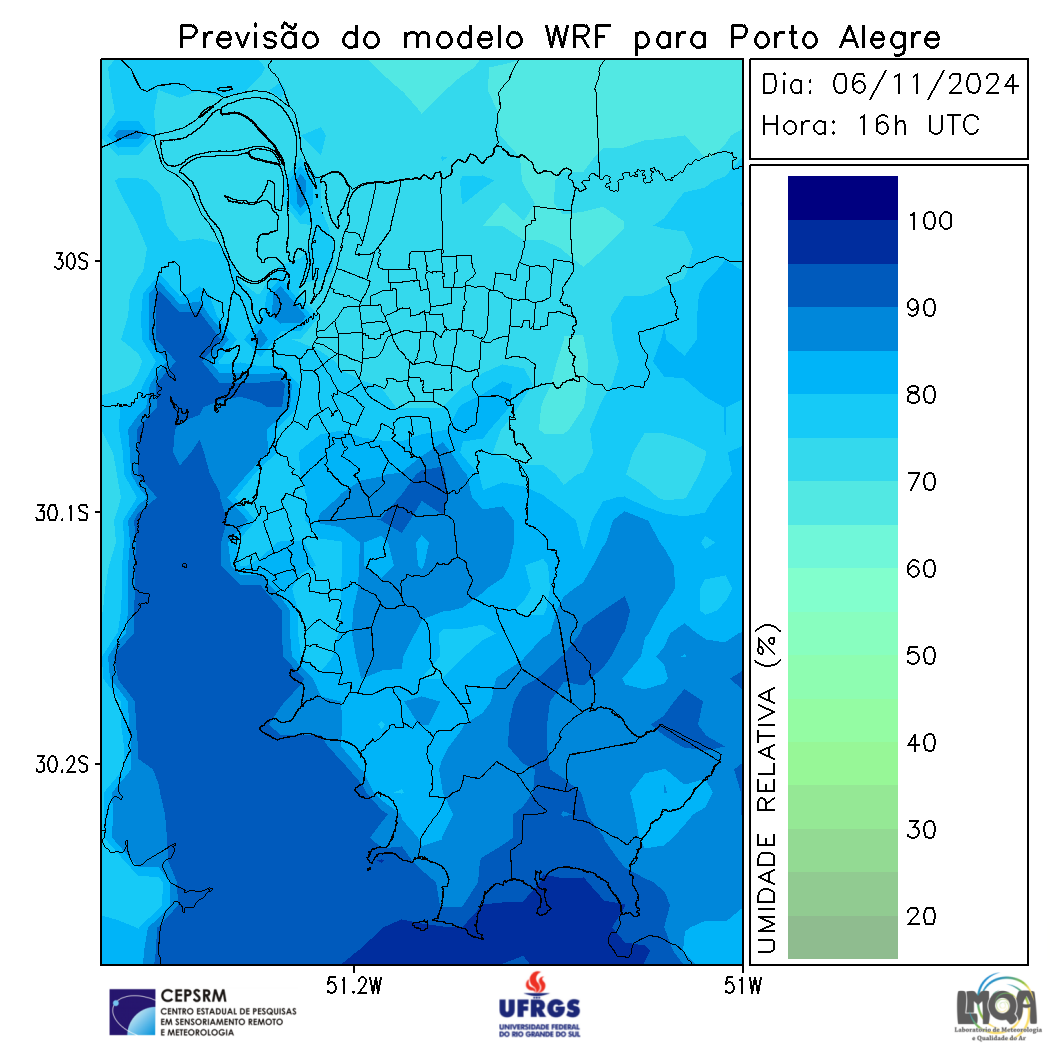 Previsão do modelo WRF para Porto Alegre
Dia: 06/11/2024
Hora: 16h UTC
30S
30.1S
30.2S
51.2W
51W
100
90
80
70
60
50
40
30
20
UMIDADE RELATIVA (%)
CEPSRM
CENTRO ESTADUAL DE PESQUISAS
EM SENSORIAMENTO REMOTO
E METEOROLOGIA
UFRGS
UNIVERSIDADE FEDERAL
DO RIO GRANDE DO SUL
LMQA
Laboratório de Meteorologia
e Qualidade do Ar